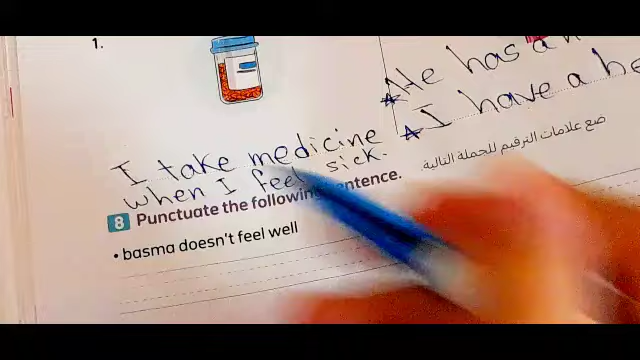 1.
He has a h
I have a he
I take medicine
when I feel sick.
ضع علامات الترقيم للجملة التالية.
8 Punctuate the following sentence.
• basma doesn't feel well